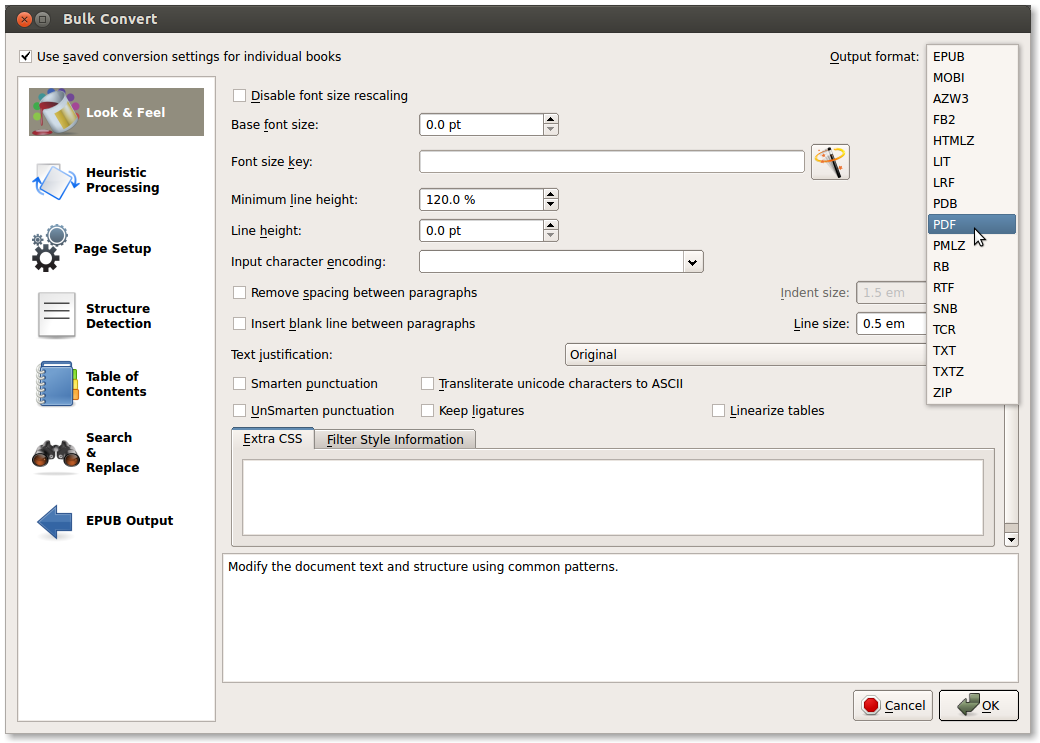 Bulk Convert
Use saved conversion settings for individual books
Output format:
EPUB
MOBI
AZW3
FB2
HTMLZ
LIT
LRF
PDB
PDF
PMLZ
RB
RTF
SNB
TCR
TXT
TXTZ
ZIP
Look & Feel
Heuristic
Processing
Page Setup
Structure
Detection
Table of
Contents
Search
&
Replace
EPUB Output
Disable font size rescaling
Base font size: 0.0 pt
Font size key:
Minimum line height: 120.0 %
Line height: 0.0 pt
Input character encoding:
Remove spacing between paragraphs Indent size: 1.5 em
Insert blank line between paragraphs Line size: 0.5 em
Text justification: Original
Smarten punctuation Transliterate unicode characters to ASCII
UnSmarten punctuation Keep ligatures Linearize tables
Extra CSS Filter Style Information
Modify the document text and structure using common patterns.
Cancel OK